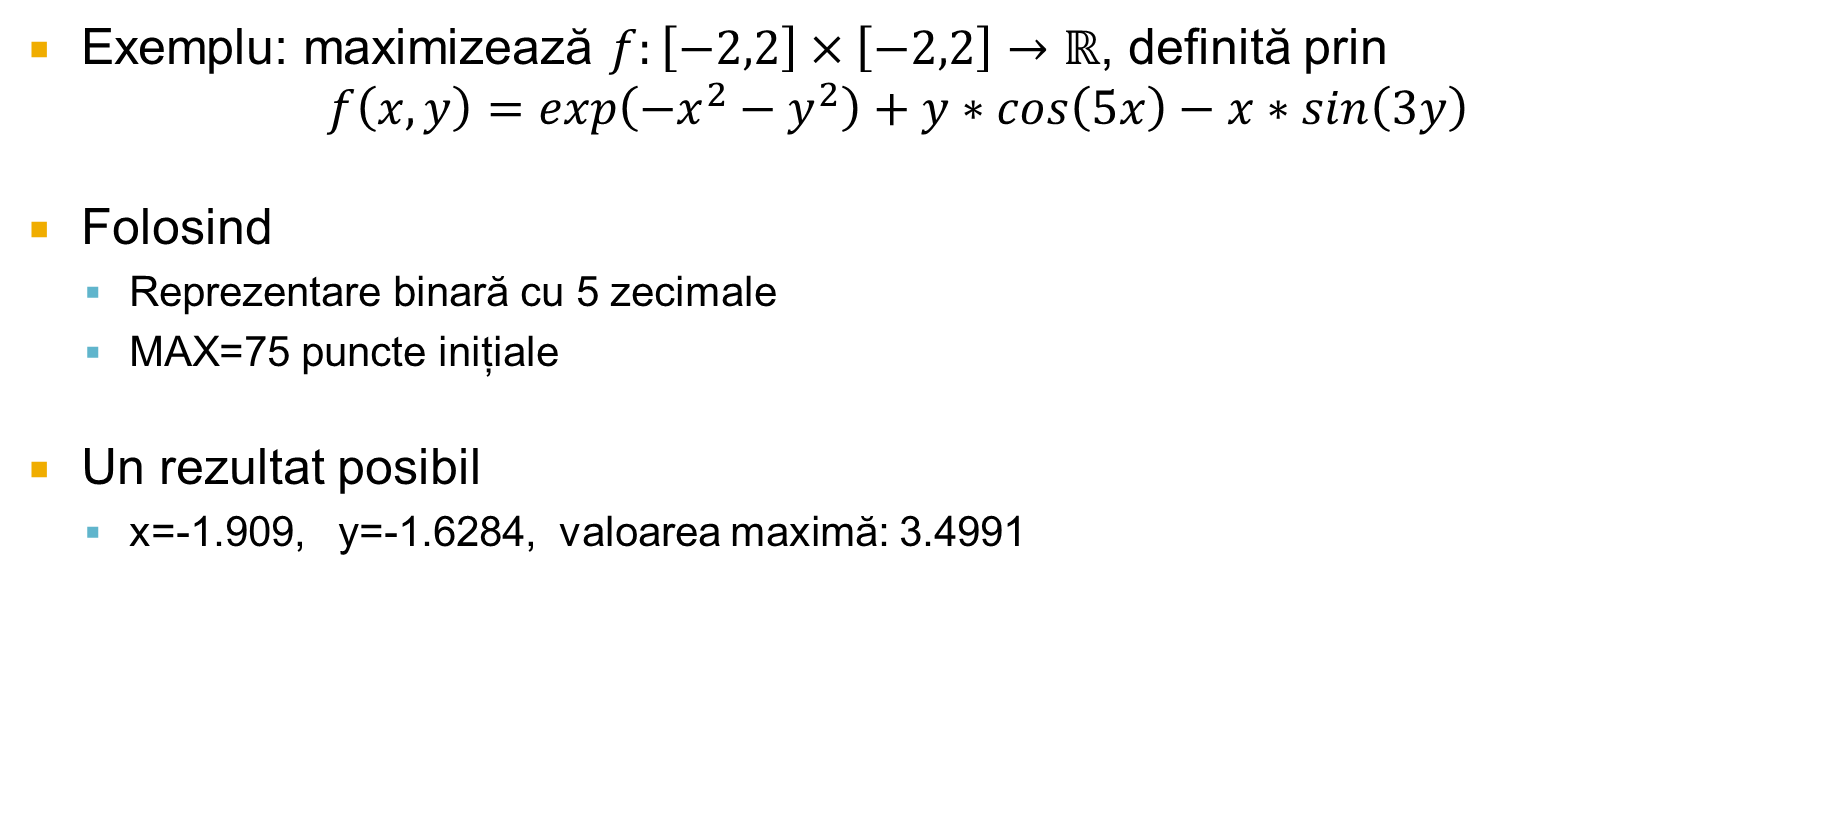 Exemplu: maximizează 𝑓: [−2,2] × [−2,2] → ℝ, definită prin
𝑓(𝑥, 𝑦) = 𝑒𝑥𝑝(−𝑥² − 𝑦²) + 𝑦 ∗ 𝑐𝑜𝑠(5𝑥) − 𝑥 ∗ 𝑠𝑖𝑛(3𝑦)
Folosind
Reprezentare binară cu 5 zecimale
MAX=75 puncte inițiale
Un rezultat posibil
x=-1.909, y=-1.6284, valoarea maximă: 3.4991